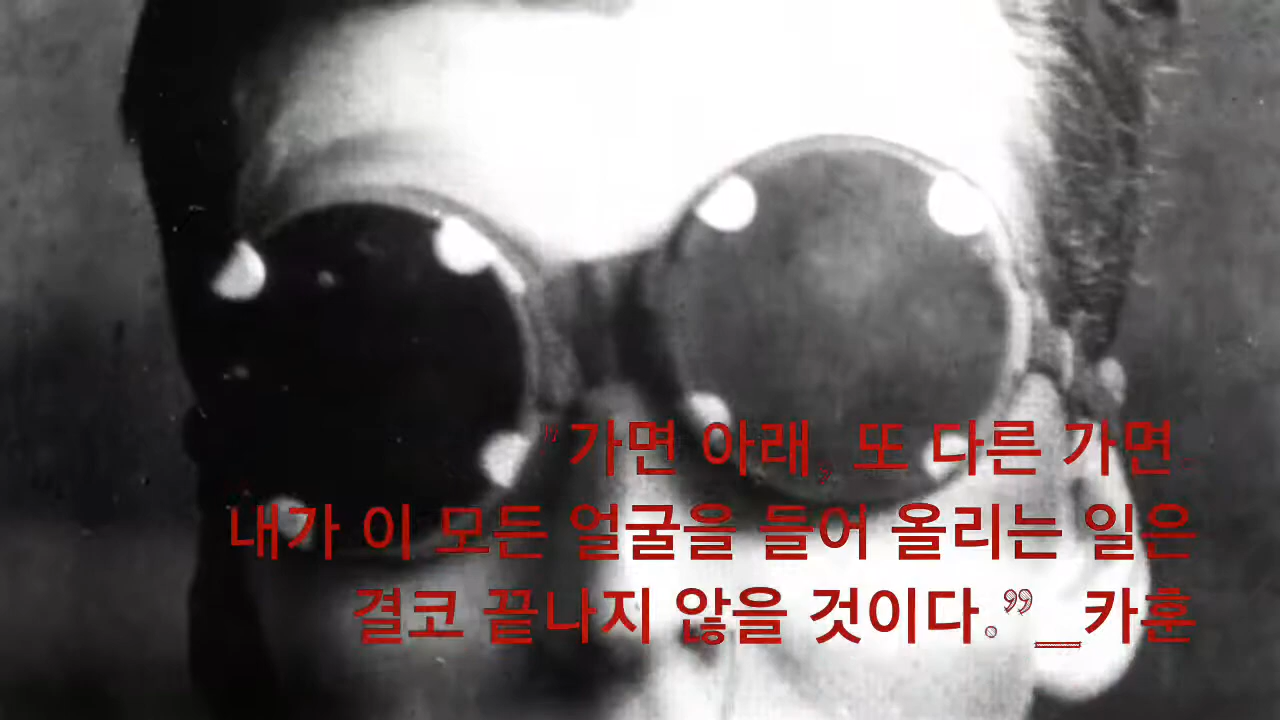 "가면 아래, 또 다른 가면.
내가 이 모든 얼굴을 들어 올리는 일은
결코 끝나지 않을 것이다.”_카훈